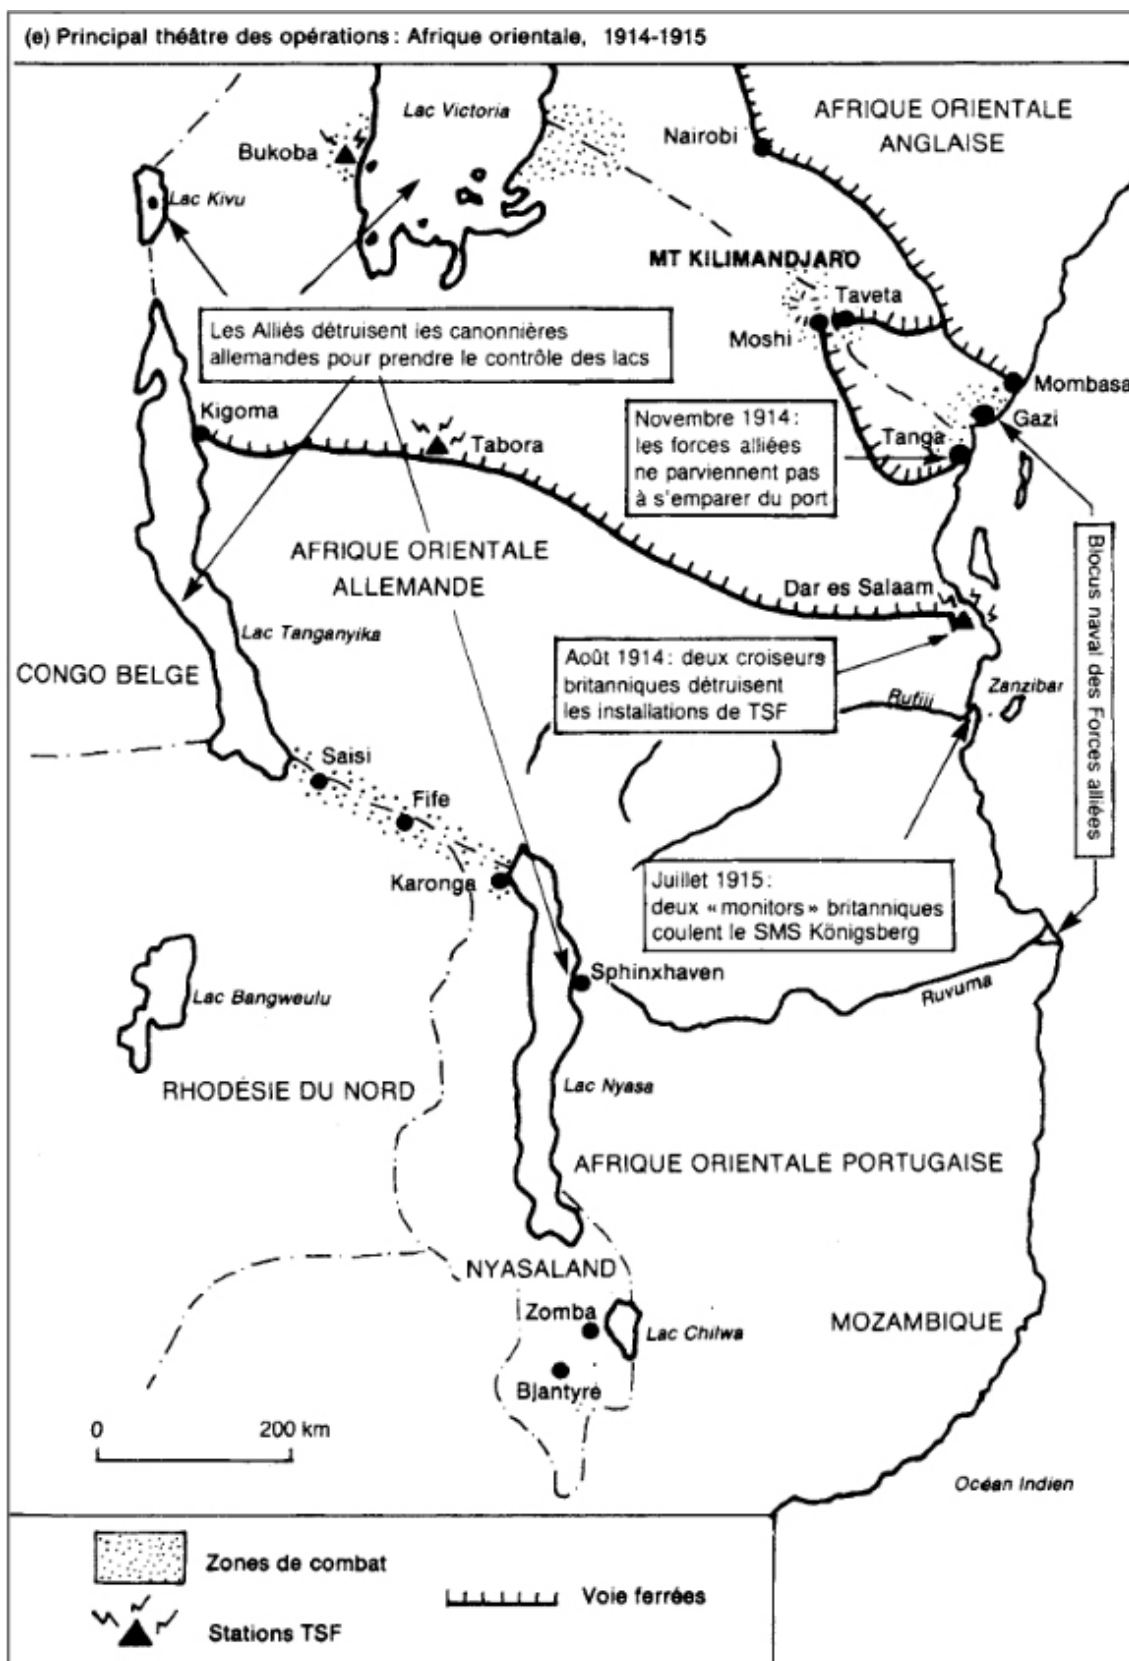 (e) Principal théâtre des opérations : Afrique orientale, 1914-1915
Lac Victoria
AFRIQUE ORIENTALE
ANGLAISE
Nairobi
Bukoba
Lac Kivu
MT KILIMANDJARO
Taveta
Moshi
Les Alliés détruisent les canonnières
allemandes pour prendre le contrôle des lacs
Mombasa
Gazi
Kigoma
Tabora
Novembre 1914 :
les forces alliées
ne parviennent pas
à s'emparer du port
Tanga
Blocus naval des Forces alliées
AFRIQUE ORIENTALE
ALLEMANDE
Dar es Salaam
Lac Tanganyika
CONGO BELGE
Août 1914 : deux croiseurs
britanniques détruisent
les installations de TSF
Rufiji
Zanzibar
Saisi
Fife
Karonga
Juillet 1915 :
deux « monitors » britanniques
coulent le SMS Königsberg
Sphinxhaven
Ruvuma
Lac Bangweulu
RHODÉSIE DU NORD
Lac Nyasa
AFRIQUE ORIENTALE PORTUGAISE
NYASALAND
Zomba
Lac Chilwa
MOZAMBIQUE
Blantyre
0 200 km
Océan Indien
Zones de combat
Voie ferrées
Stations TSF